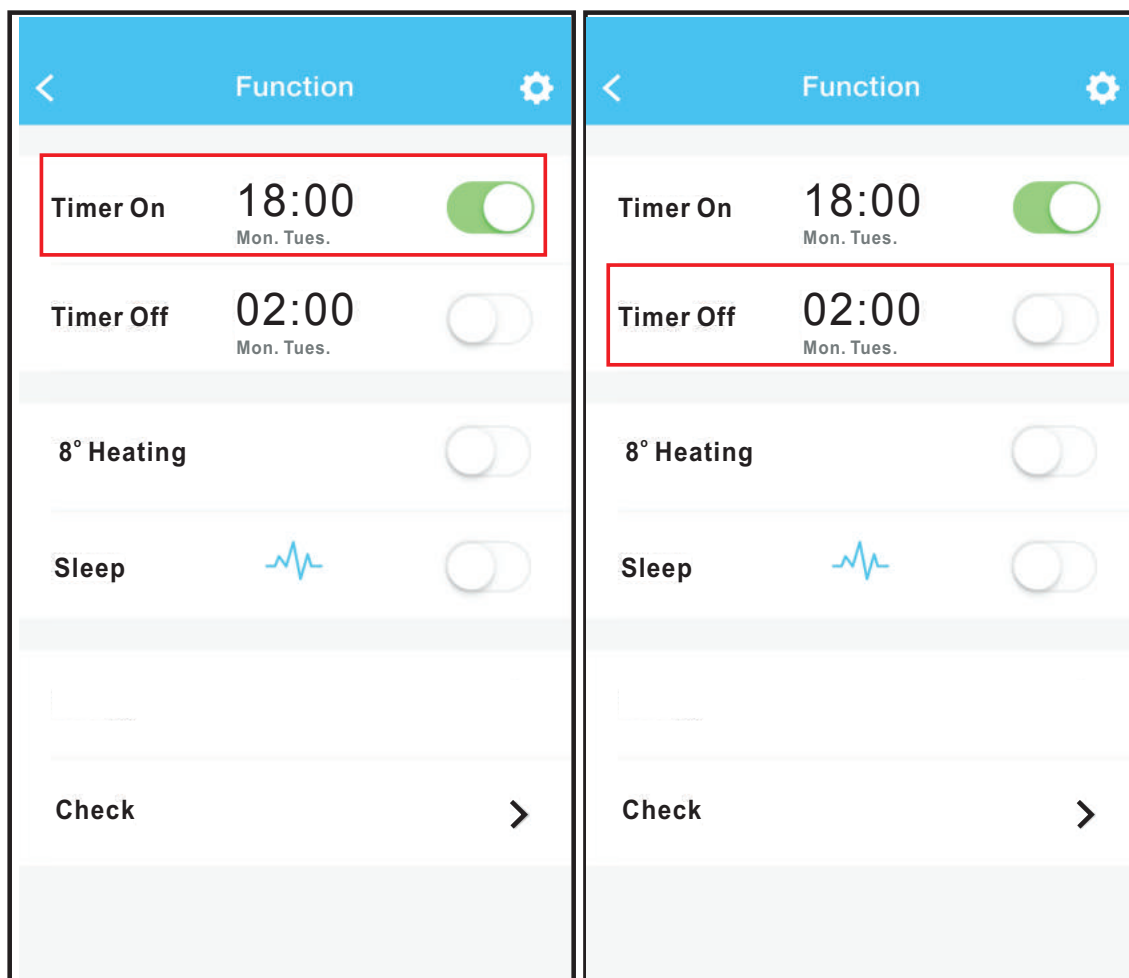 Function
Timer On 18:00
Mon. Tues.
Timer Off 02:00
Mon. Tues.
8° Heating
Sleep
Check
Function
Timer On 18:00
Mon. Tues.
Timer Off 02:00
Mon. Tues.
8° Heating
Sleep
Check